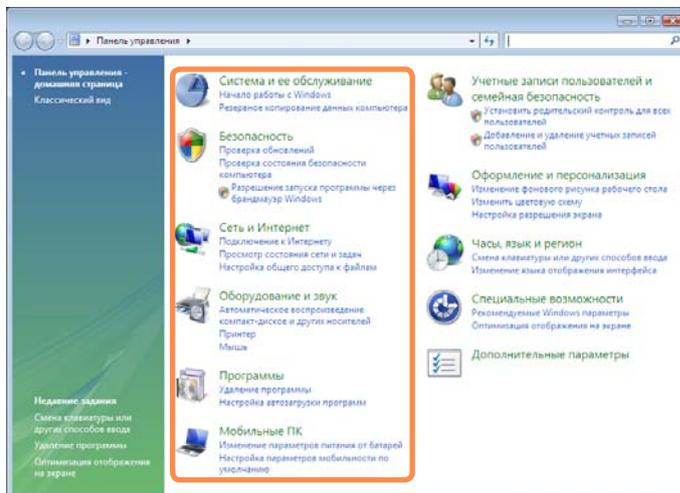 Панель управления
Панель управления -
домашняя страница
Классический вид
Недавние задания
Смена клавиатуры или
других способов ввода
Удаление программы
Оптимизация отображения
на экране
Система и ее обслуживание
Начало работы с Windows
Резервное копирование данных компьютера
Безопасность
Проверка обновлений
Проверка состояния безопасности
компьютера
Разрешение запуска программы через
брандмауэр Windows
Сеть и Интернет
Подключение к Интернету
Просмотр состояния сети и задач
Настройка общего доступа к файлам
Оборудование и звук
Автоматическое воспроизведение
компакт-дисков и других носителей
Принтер
Мышь
Программы
Удаление программы
Настройка автозагрузки программ
Мобильные ПК
Изменение параметров питания от батарей
Настройка параметров мобильности по
умолчанию
Учетные записи пользователей и
семейная безопасность
Установить родительский контроль для всех
пользователей
Добавление и удаление учетных записей
пользователей
Оформление и персонализация
Изменение фонового рисунка рабочего стола
Изменить цветовую схему
Настройка разрешения экрана
Часы, язык и регион
Смена клавиатуры или других способов ввода
Изменение языка отображения интерфейса
Специальные возможности
Рекомендуемые Windows параметры
Оптимизация отображения на экране
Дополнительные параметры